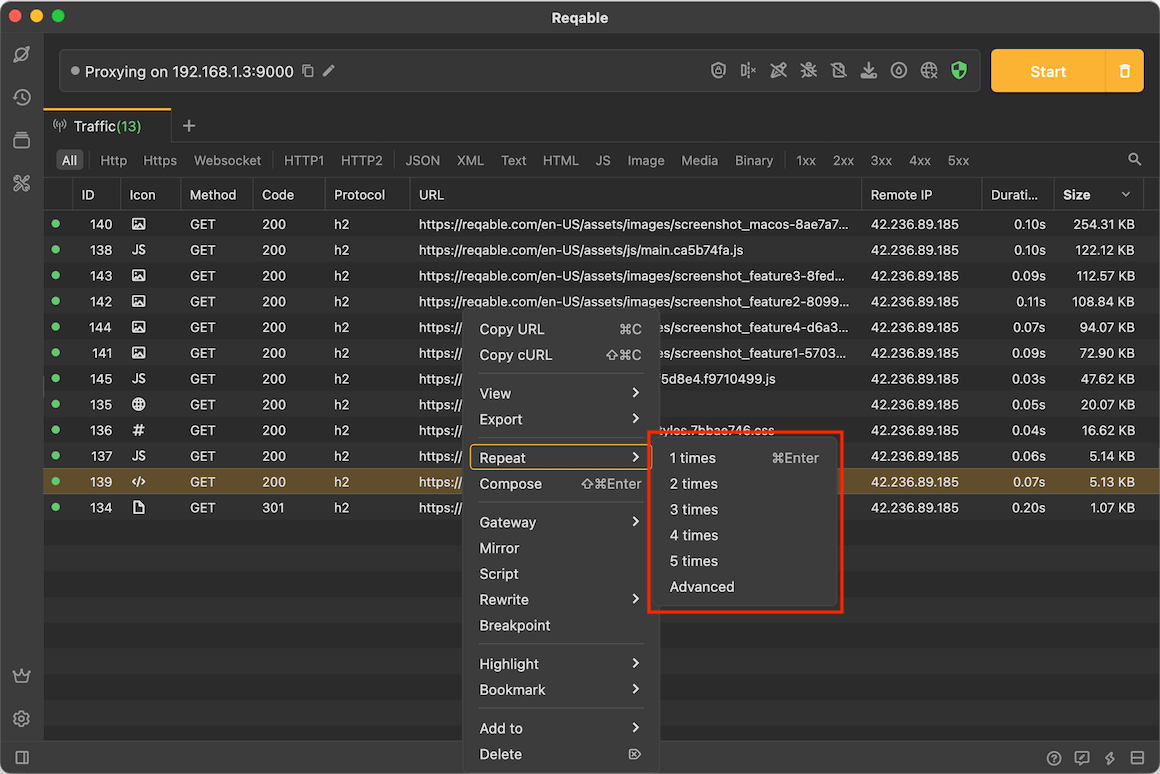 Reqable
Proxying on 192.168.1.3:9000
Start
Traffic(13)
All Http Https Websocket HTTP1 HTTP2 JSON XML Text HTML JS Image Media Binary 1xx 2xx 3xx 4xx 5xx
ID Icon Method Code Protocol URL Remote IP Durati... Size
140 GET 200 h2 https://reqable.com/en-US/assets/images/screenshot_macos-8ae7a7... 42.236.89.185 0.10s 254.31 KB
138 JS GET 200 h2 https://reqable.com/en-US/assets/js/main.ca5b74fa.js 42.236.89.185 0.10s 122.12 KB
143 GET 200 h2 https://reqable.com/en-US/assets/images/screenshot_feature3-8fed... 42.236.89.185 0.09s 112.57 KB
142 GET 200 h2 https://reqable.com/en-US/assets/images/screenshot_feature2-8099... 42.236.89.185 0.11s 108.84 KB
144 GET 200 h2 https:// es/screenshot_feature4-d6a3... 42.236.89.185 0.07s 94.07 KB
141 GET 200 h2 https:// es/screenshot_feature1-5703... 42.236.89.185 0.09s 72.90 KB
145 JS GET 200 h2 https:// 5d8e4.f9710499.js 42.236.89.185 0.03s 47.62 KB
135 GET 200 h2 https:// 42.236.89.185 0.05s 20.07 KB
136 # GET 200 h2 https:// tyles.7bbae746.css 42.236.89.185 0.04s 16.62 KB
137 JS GET 200 h2 https:// 42.236.89.185 0.06s 5.14 KB
139 </> GET 200 h2 https:// 42.236.89.185 0.07s 5.13 KB
134 GET 301 h2 https:// 42.236.89.185 0.20s 1.07 KB
Copy URL ⌘C
Copy cURL ⇧⌘C
View
Export
Repeat
Compose ⇧⌘Enter
Gateway
Mirror
Script
Rewrite
Breakpoint
Highlight
Bookmark
Add to
Delete
1 times ⌘Enter
2 times
3 times
4 times
5 times
Advanced